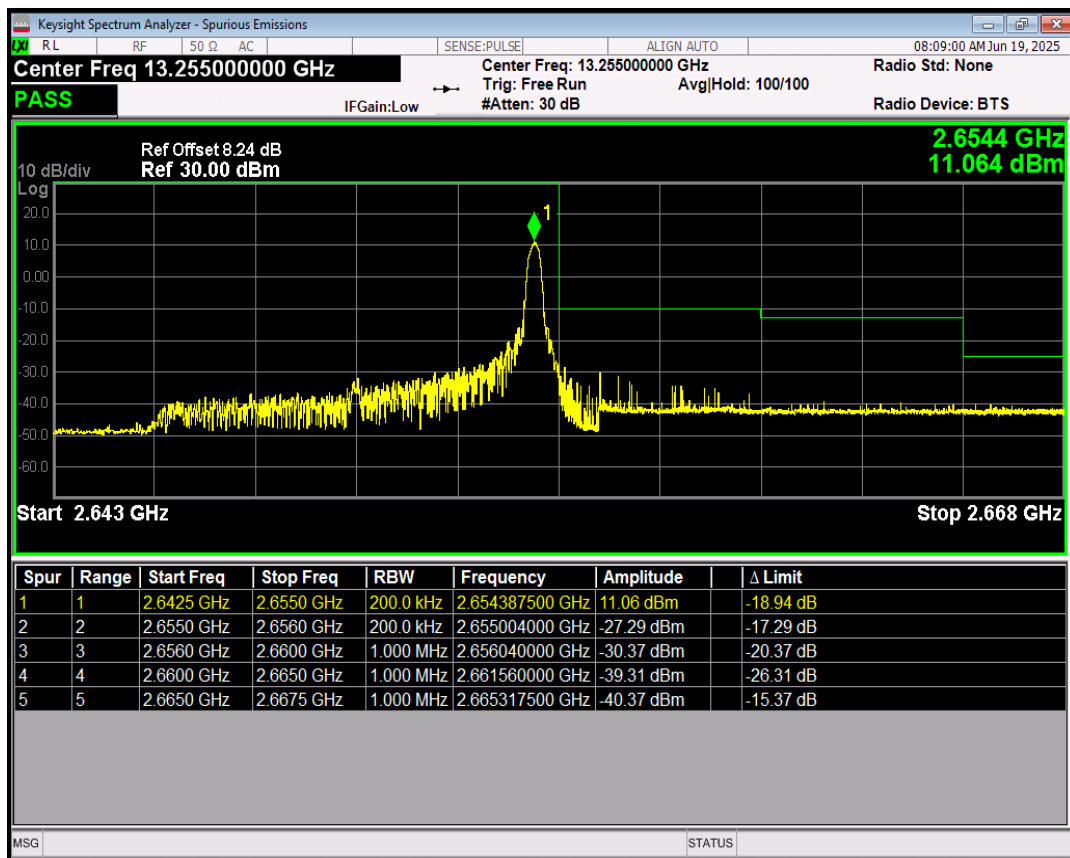 Keysight Spectrum Analyzer - Spurious Emissions
LXI RL RF 50 Ω AC SENSE:PULSE ALIGN AUTO 08:09:00 AM Jun 19, 2025
Center Freq 13.255000000 GHz Center Freq: 13.255000000 GHz Radio Std: None
Trig: Free Run Avg|Hold: 100/100
PASS IFGain:Low #Atten: 30 dB Radio Device: BTS
2.6544 GHz
11.064 dBm
Ref Offset 8.24 dB
10 dB/div Ref 30.00 dBm
Log
20.0
1
10.0
0.00
-10.0
-20.0
-30.0
-40.0
-50.0
-60.0
Start 2.643 GHz Stop 2.668 GHz
Spur Range Start Freq Stop Freq RBW Frequency Amplitude Δ Limit
1 1 2.6425 GHz 2.6550 GHz 200.0 kHz 2.654387500 GHz 11.06 dBm -18.94 dB
2 2 2.6550 GHz 2.6560 GHz 200.0 kHz 2.655004000 GHz -27.29 dBm -17.29 dB
3 3 2.6560 GHz 2.6600 GHz 1.000 MHz 2.656040000 GHz -30.37 dBm -20.37 dB
4 4 2.6600 GHz 2.6650 GHz 1.000 MHz 2.661560000 GHz -39.31 dBm -26.31 dB
5 5 2.6650 GHz 2.6675 GHz 1.000 MHz 2.665317500 GHz -40.37 dBm -15.37 dB
MSG STATUS